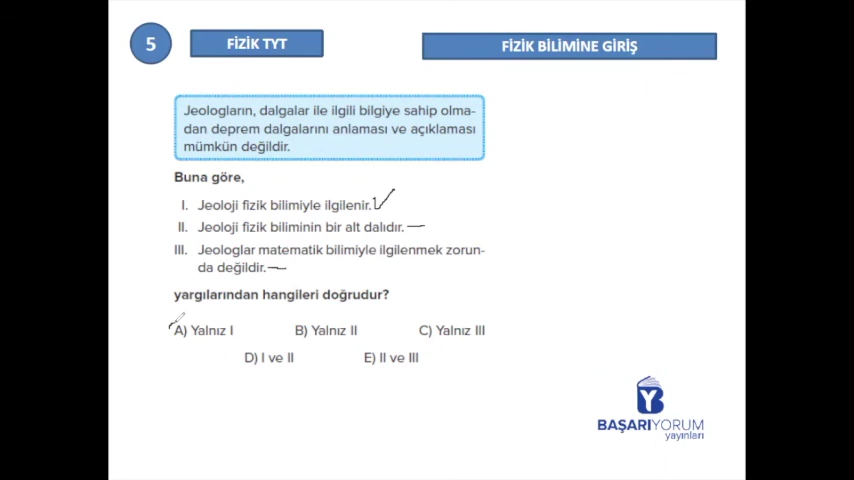 5
FİZİK TYT
FİZİK BİLİMİNE GİRİŞ
Jeologların, dalgalar ile ilgili bilgiye sahip olma-
dan deprem dalgalarını anlaması ve açıklaması
mümkün değildir.
Buna göre,
I. Jeoloji fizik bilimiyle ilgilenir.
II. Jeoloji fizik biliminin bir alt dalıdır.
III. Jeologlar matematik bilimiyle ilgilenmek zorun-
da değildir.
yargılarından hangileri doğrudur?
A) Yalnız I B) Yalnız II C) Yalnız III
D) I ve II E) II ve III
BAŞARIYORUM
yayınları